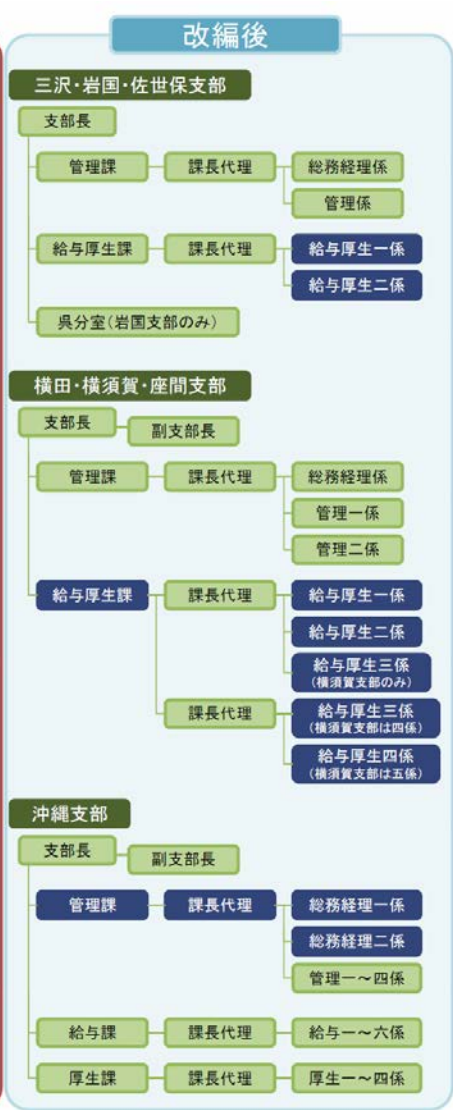 改編後
三沢・岩国・佐世保支部
支部長
管理課 課長代理 総務経理係
管理係
給与厚生課 課長代理 給与厚生一係
給与厚生二係
呉分室(岩国支部のみ)
横田・横須賀・座間支部
支部長 副支部長
管理課 課長代理 総務経理係
管理一係
管理二係
給与厚生課 課長代理 給与厚生一係
給与厚生二係
給与厚生三係
(横須賀支部のみ)
課長代理 給与厚生三係
(横須賀支部は四係)
給与厚生四係
(横須賀支部は五係)
沖縄支部
支部長 副支部長
管理課 課長代理 総務経理一係
総務経理二係
管理一～四係
給与課 課長代理 給与一～六係
厚生課 課長代理 厚生一～四係